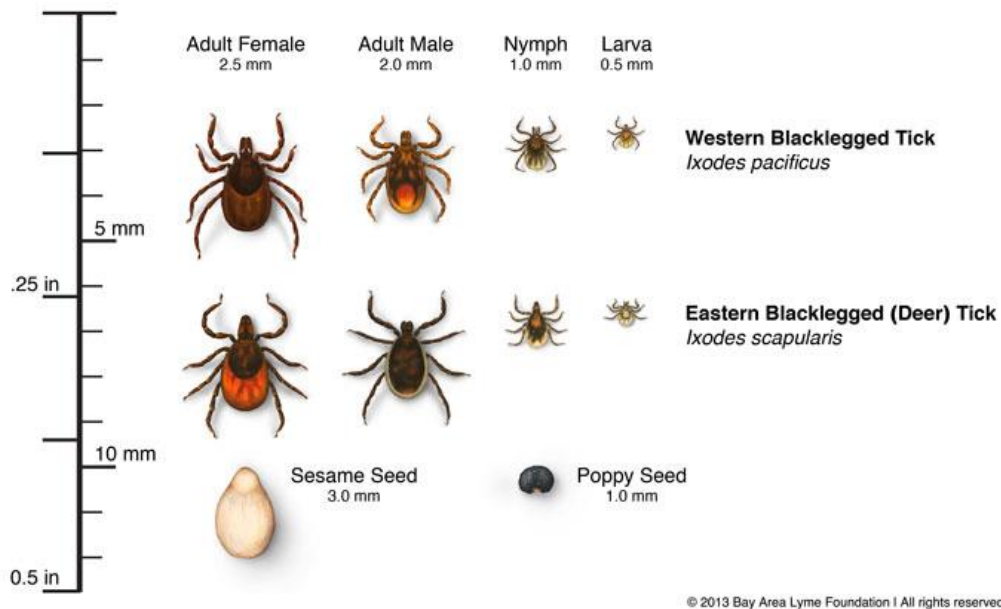 Adult Female
2.5 mm
Adult Male
2.0 mm
Nymph
1.0 mm
Larva
0.5 mm
Western Blacklegged Tick
Ixodes pacificus
5 mm
.25 in
Eastern Blacklegged (Deer) Tick
Ixodes scapularis
10 mm
Sesame Seed
3.0 mm
Poppy Seed
1.0 mm
0.5 in
© 2013 Bay Area Lyme Foundation | All rights reserved